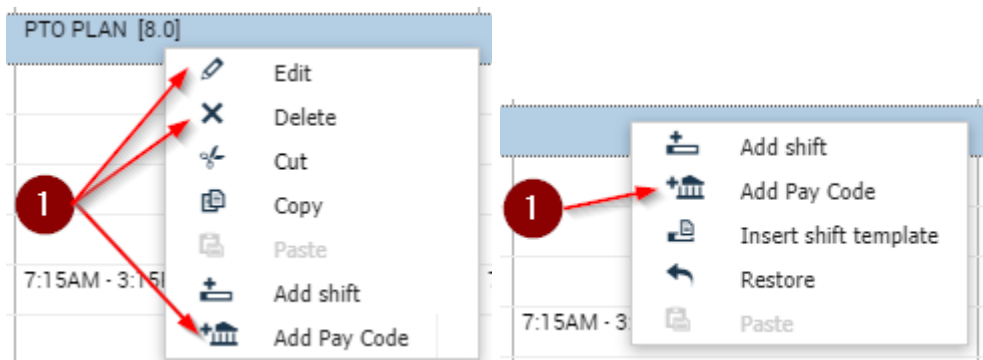 PTO PLAN [8.0]
Edit
Delete
Cut
Copy
Paste
Add shift
Add Pay Code
1
7:15AM - 3:15
Add shift
Add Pay Code
Insert shift template
Restore
Paste
1
7:15AM - 3: